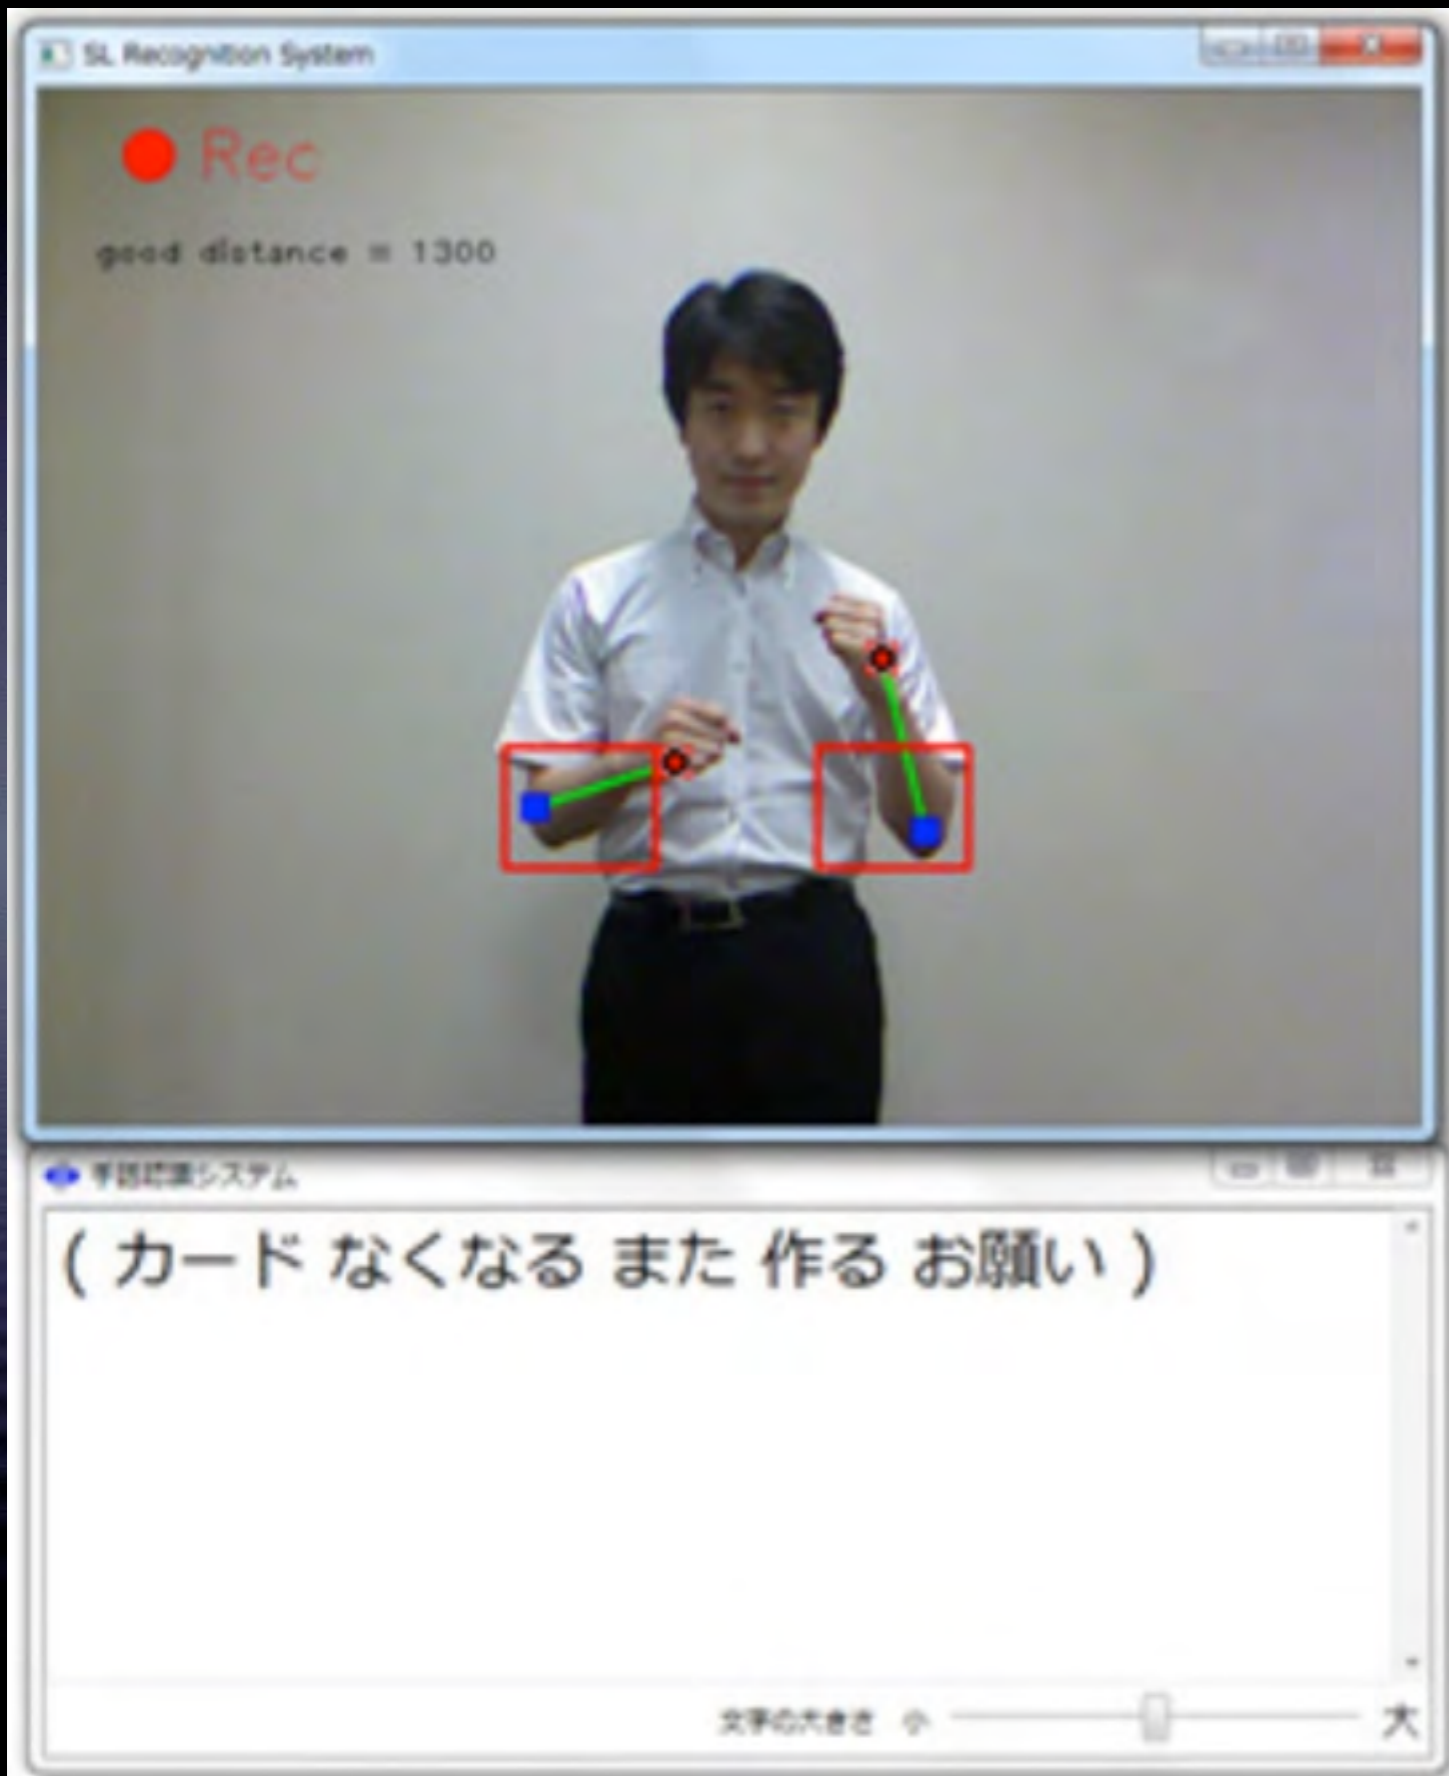 SL Recognition System
Rec
good distance = 1300
手話認識システム
( カード なくなる また 作る お願い )
文字の大きさ 小 大